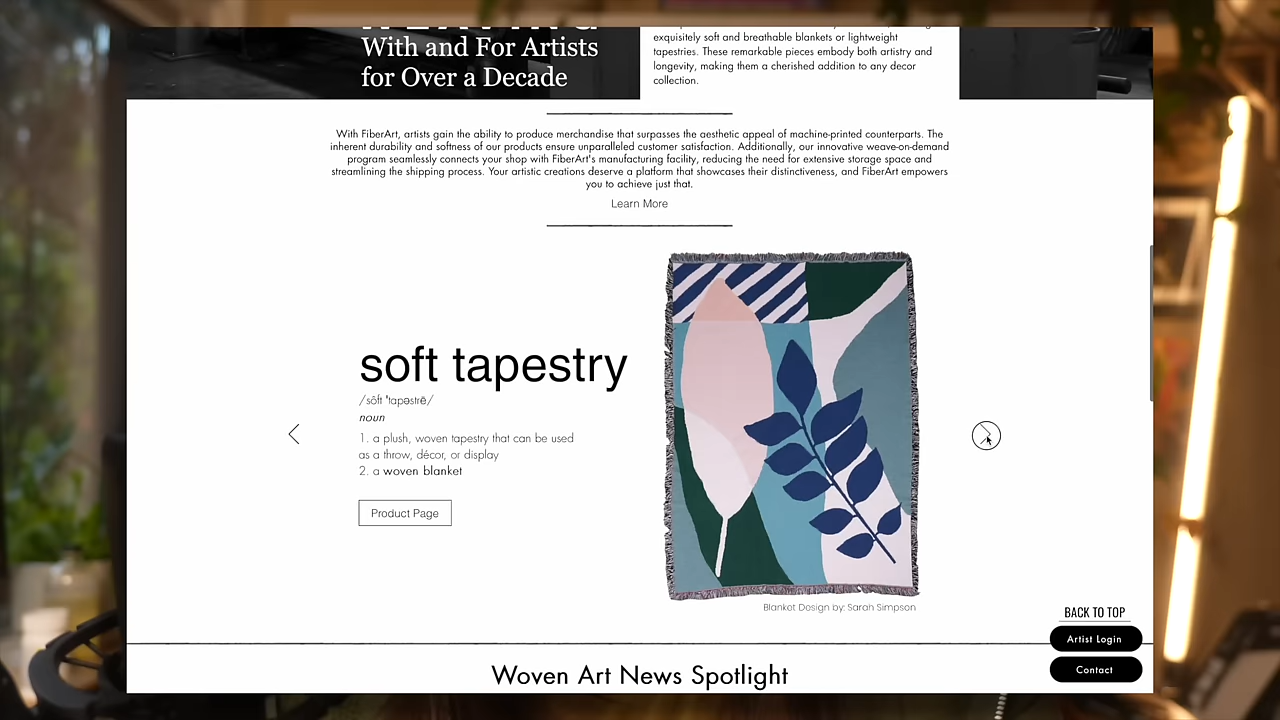 With and For Artists
for Over a Decade
exquisitely soft and breathable blankets or lightweight
tapestries. These remarkable pieces embody both artistry and
longevity, making them a cherished addition to any decor
collection.
With FiberArt, artists gain the ability to produce merchandise that surpasses the aesthetic appeal of machine-printed counterparts. The
inherent durability and softness of our products ensure unparalleled customer satisfaction. Additionally, our innovative weave-on-demand
program seamlessly connects your shop with FiberArt's manufacturing facility, reducing the need for extensive storage space and
streamlining the shipping process. Your artistic creations deserve a platform that showcases their distinctiveness, and FiberArt empowers
you to achieve just that.
Learn More
soft tapestry
/sôft ˈtapəstrē/
noun
1. a plush, woven tapestry that can be used
as a throw, décor, or display
2. a woven blanket
Product Page
Blanket Design by: Sarah Simpson
BACK TO TOP
Artist Login
Contact
Woven Art News Spotlight